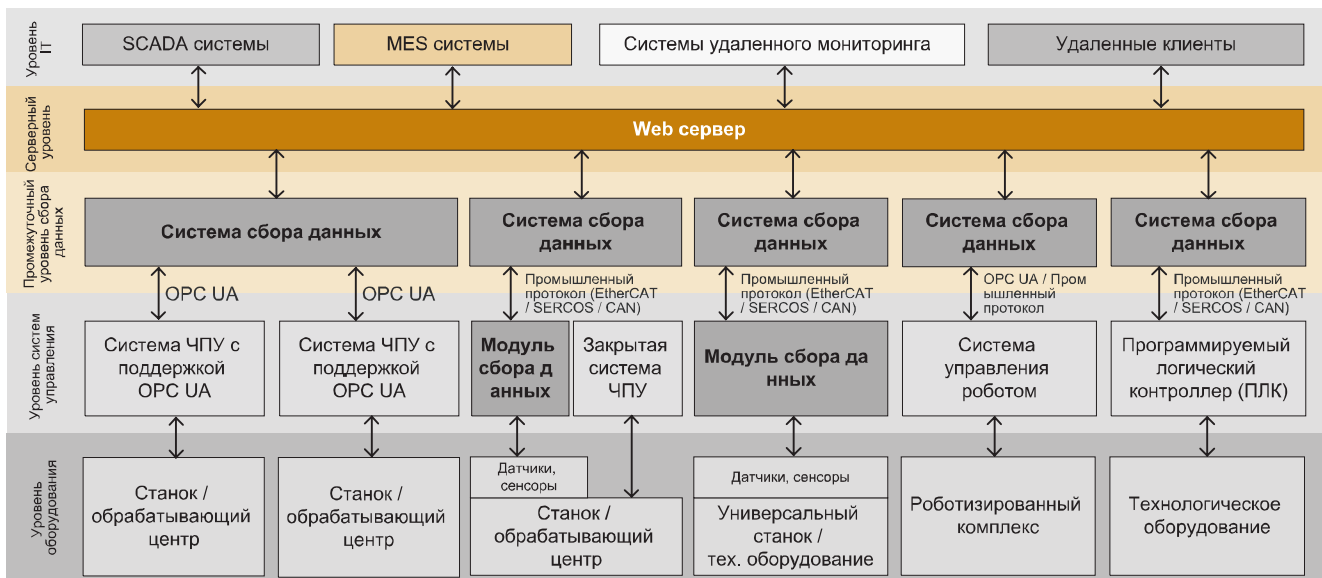 Уровень
IT
SCADA системы
MES системы
Системы удаленного мониторинга
Удаленные клиенты
Серверный
уровень
Web сервер
Промежуточный
уровень сбора
данных
Система сбора данных
Система сбора
данных
Система сбора
данных
Система сбора
данных
Система сбора
данных
OPC UA
OPC UA
Промышленный
протокол (EtherCAT
/ SERCOS / CAN)
Промышленный
протокол (EtherCAT
/ SERCOS / CAN)
OPC UA / Пром
ышленный
протокол
Промышленный
протокол (EtherCAT
/ SERCOS / CAN)
Уровень систем
управления
Система ЧПУ с
поддержкой
OPC UA
Система ЧПУ с
поддержкой
OPC UA
Модуль
сбора д
анных
Закрытая
система
ЧПУ
Модуль сбора да
нных
Система
управления
роботом
Программируемый
логический
контроллер (ПЛК)
Уровень
оборудования
Станок /
обрабатывающий
центр
Станок /
обрабатывающий
центр
Датчики,
сенсоры
Станок /
обрабатывающий
центр
Датчики, сенсоры
Универсальный
станок /
тех. оборудование
Роботизированный
комплекс
Технологическое
оборудование